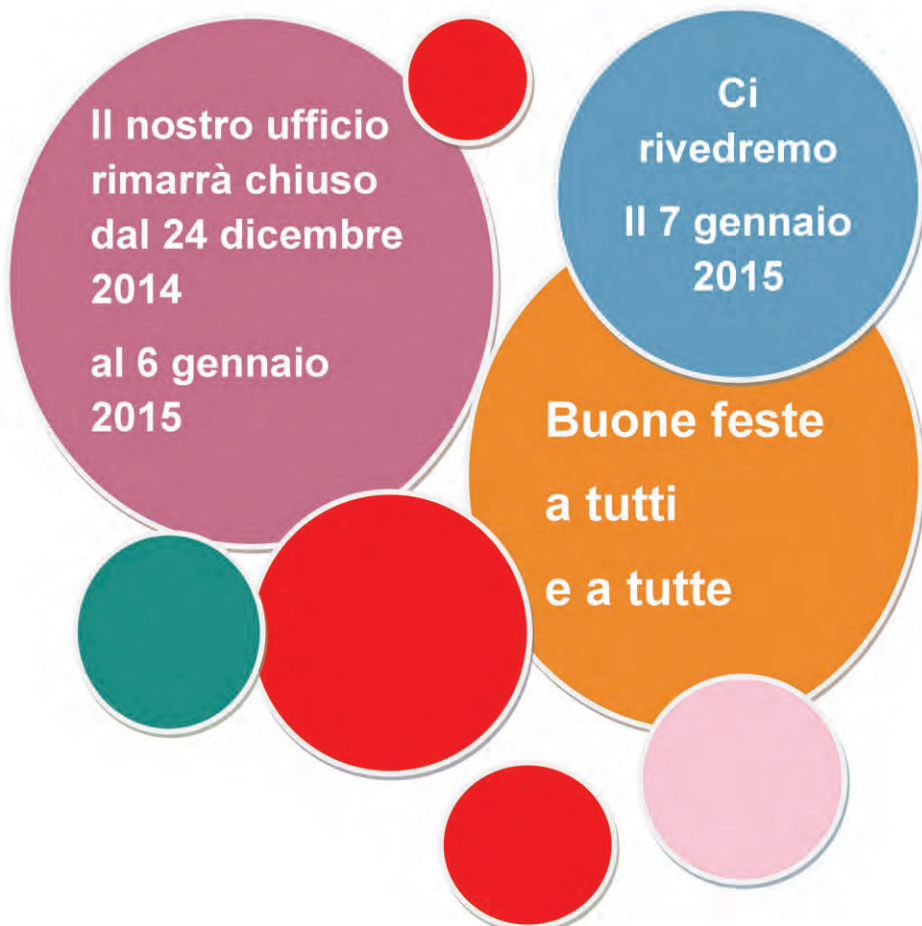 Il nostro ufficio
rimarrà chiuso
dal 24 dicembre
2014
al 6 gennaio
2015
Ci
rivedremo
Il 7 gennaio
2015
Buone feste
a tutti
e a tutte